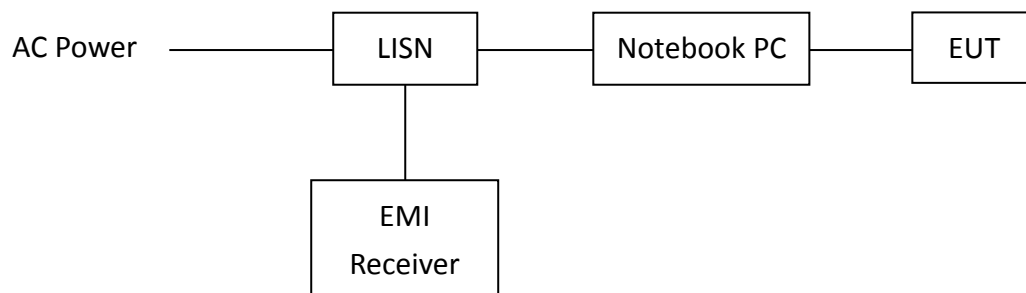 AC Power
LISN
Notebook PC
EUT
EMI
Receiver